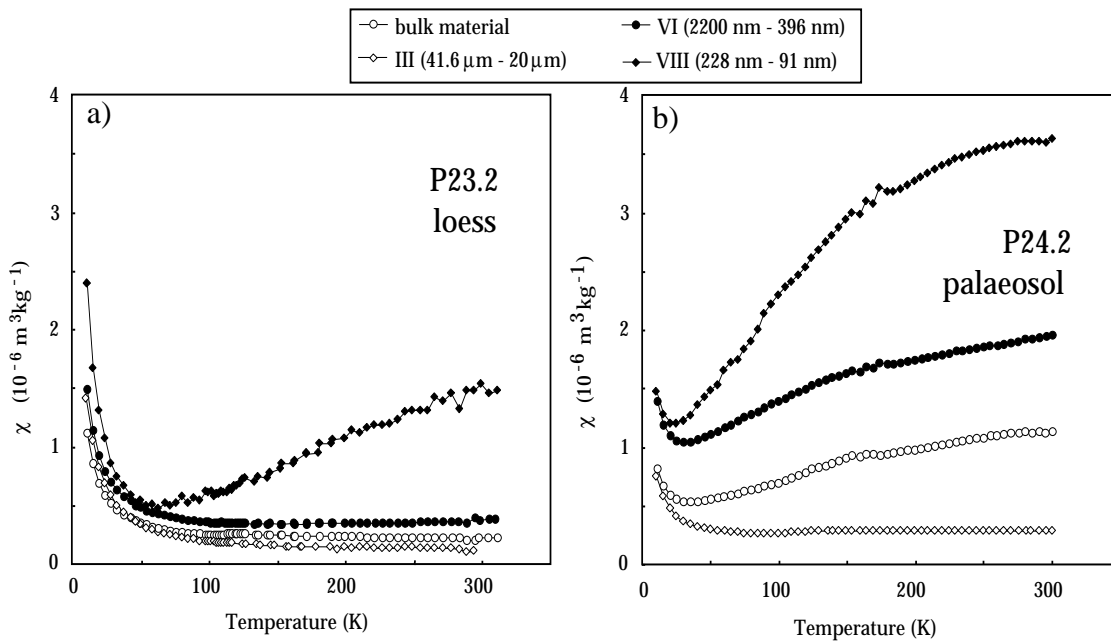 bulk material
VI (2200 nm - 396 nm)
III (41.6 µm - 20 µm)
VIII (228 nm - 91 nm)
a)
P23.2
loess
χ (10⁻⁶ m³kg⁻¹)
4
3
2
1
0
0
100
200
300
Temperature (K)
b)
P24.2
palaeosol
χ (10⁻⁶ m³kg⁻¹)
4
3
2
1
0
0
100
200
300
Temperature (K)